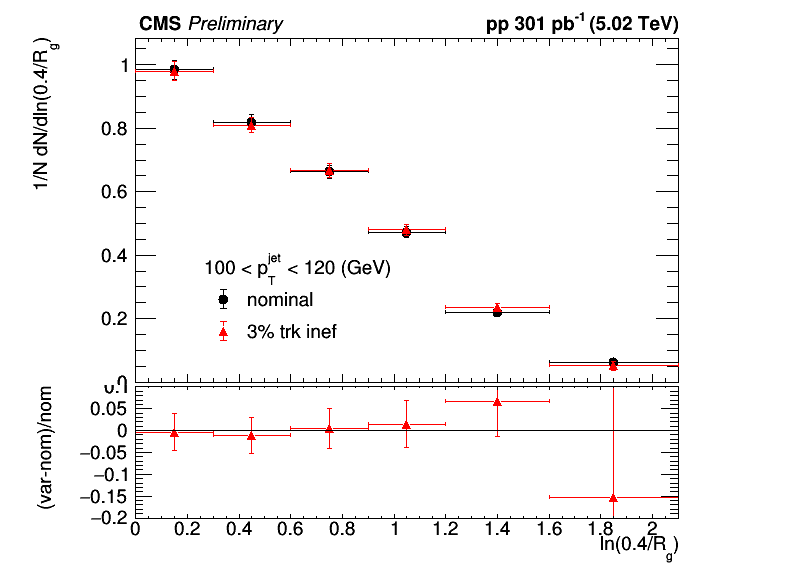 CMS Preliminary pp 301 pb⁻¹ (5.02 TeV)
1/N dN/dln(0.4/R_g)
1
0.8
0.6
0.4
0.2
0
100 < p_T^jet < 120 (GeV)
nominal
3% trk inef
(var-nom)/nom
0.1
0.05
0
−0.05
−0.1
−0.15
−0.2
0 0.2 0.4 0.6 0.8 1 1.2 1.4 1.6 1.8 2
ln(0.4/R_g)